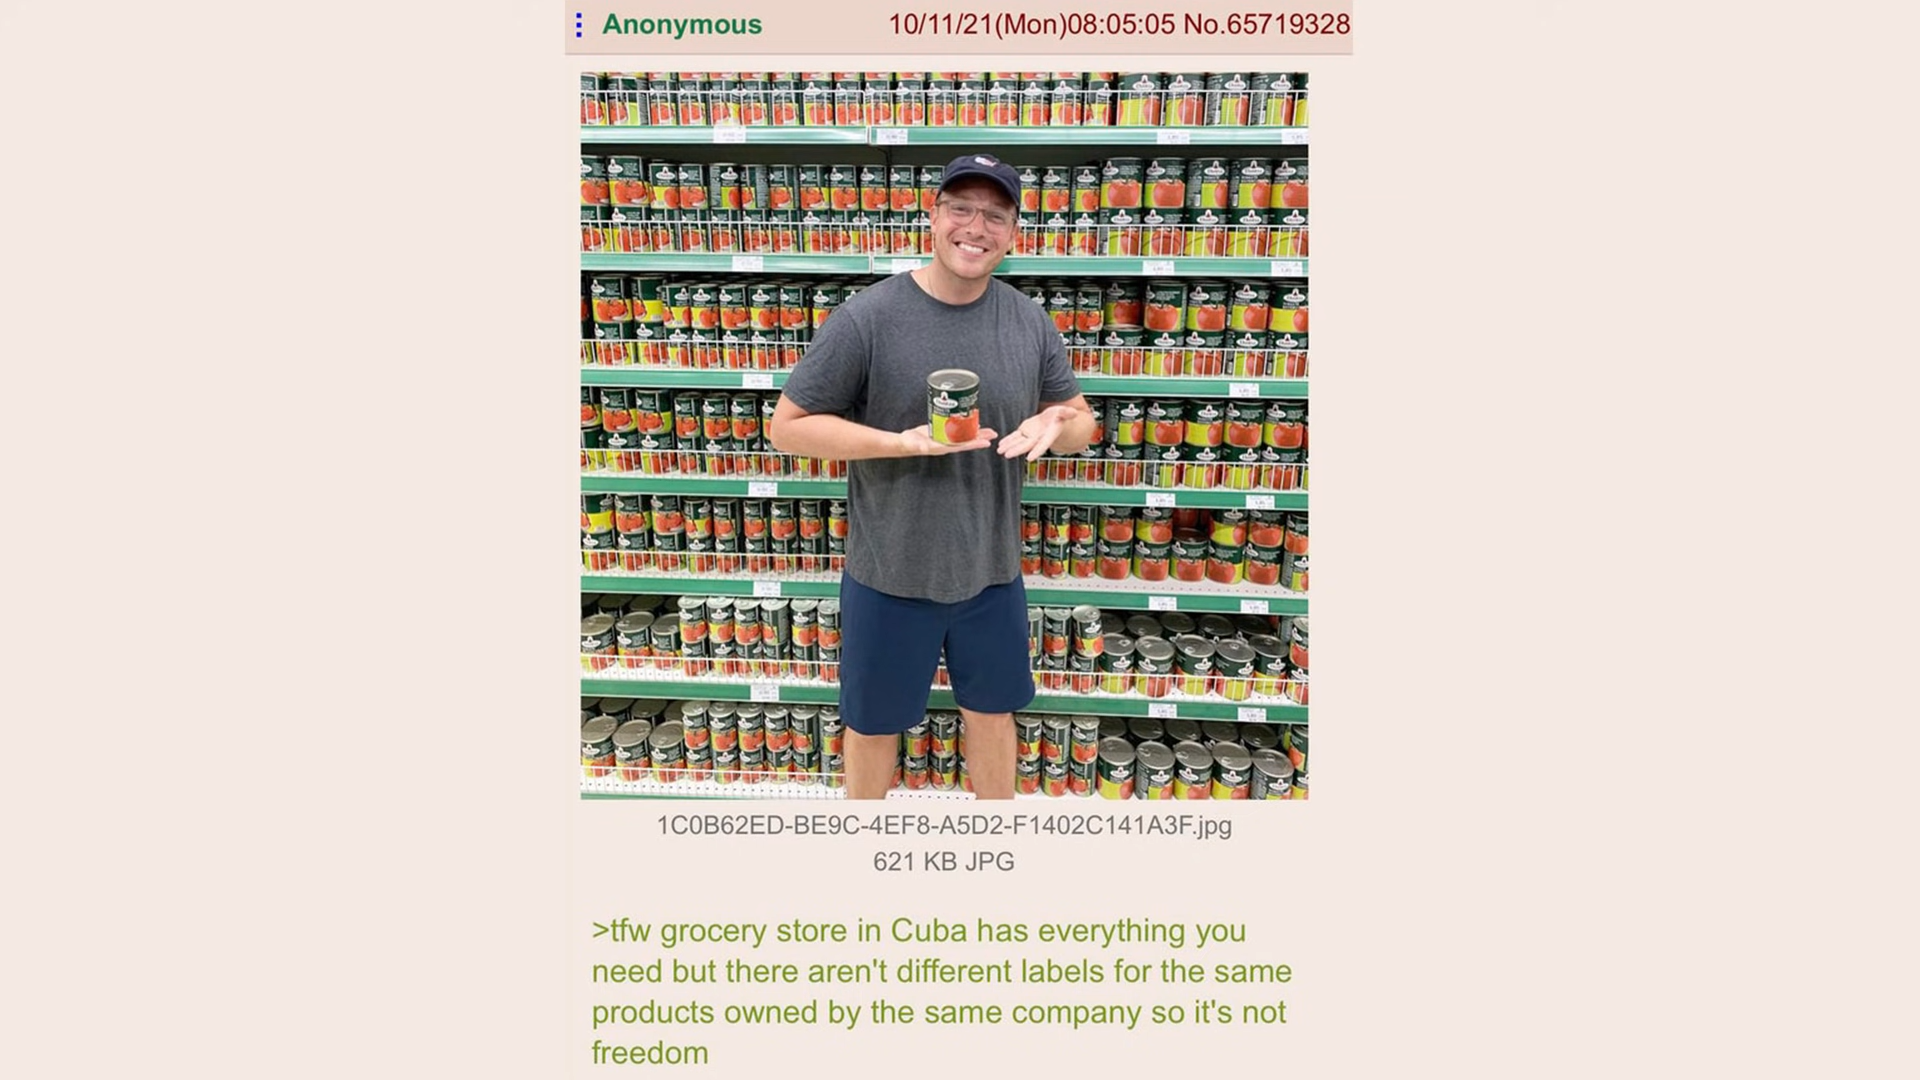 Anonymous 10/11/21(Mon)08:05:05 No.65719328
1C0B62ED-BE9C-4EF8-A5D2-F1402C141A3F.jpg
621 KB JPG
>tfw grocery store in Cuba has everything you
need but there aren't different labels for the same
products owned by the same company so it's not
freedom